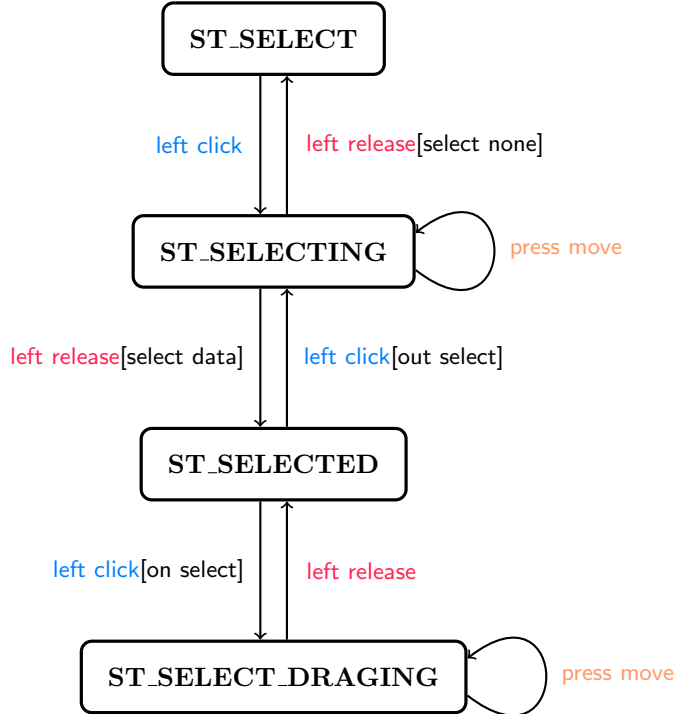 ST_SELECT
left click
left release[select none]
ST_SELECTING
press move
left release[select data]
left click[out select]
ST_SELECTED
left click[on select]
left release
ST_SELECT_DRAGING
press move